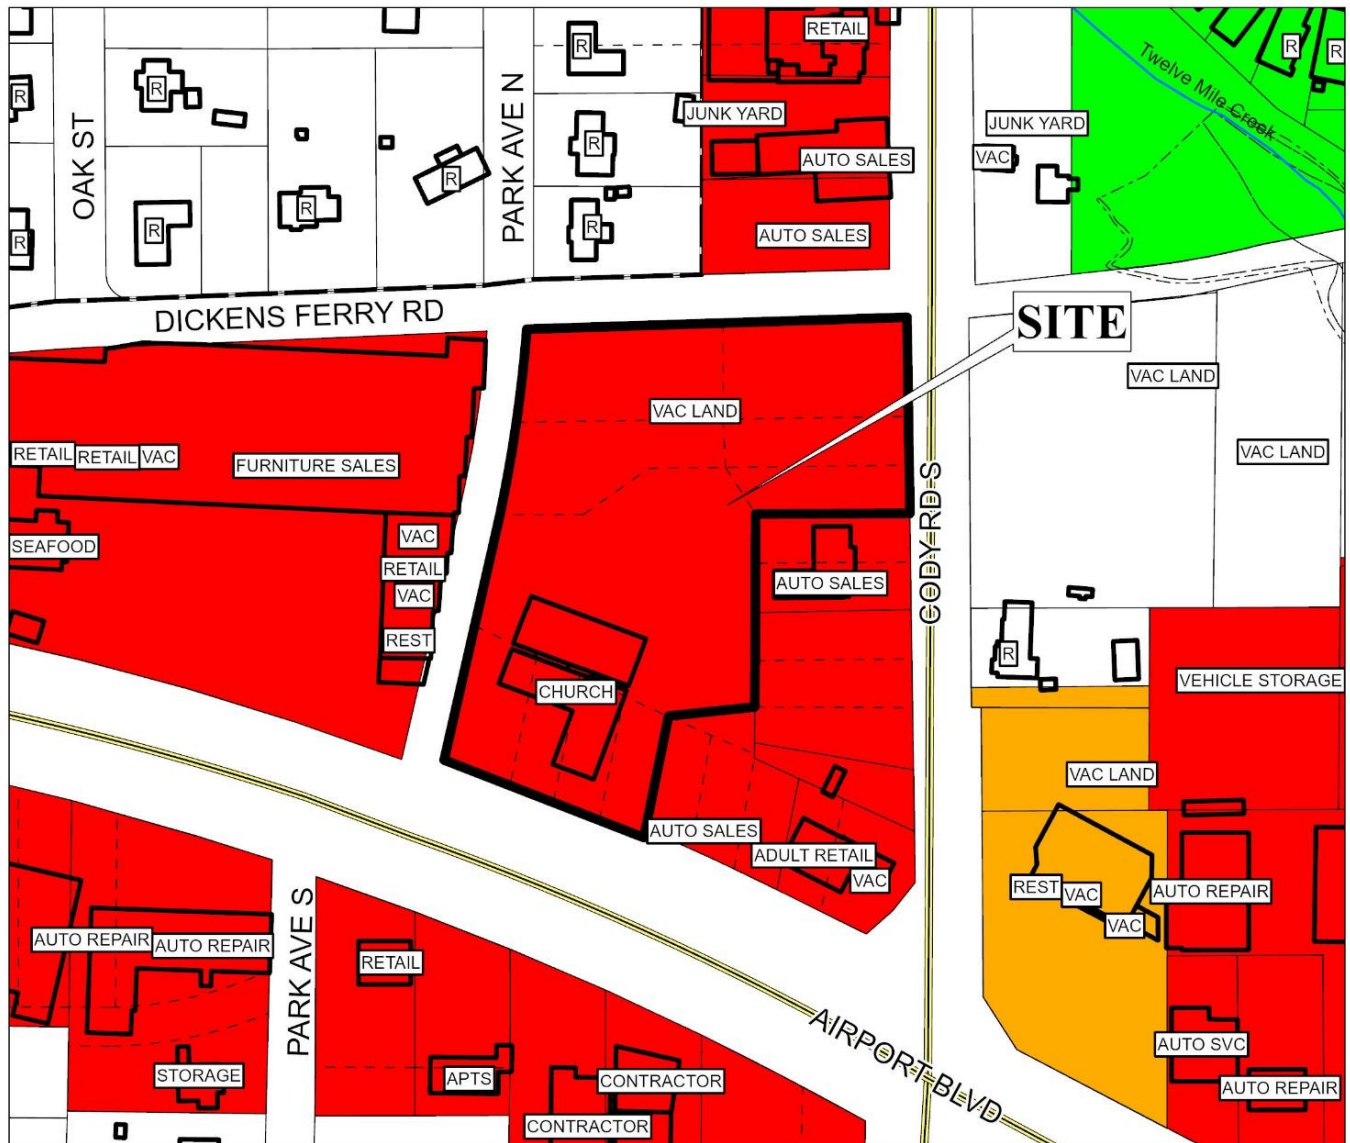 RETAIL
R
R
R
R
R
Twelve Mile Creek
OAK ST
PARK AVE N
JUNK YARD
JUNK YARD
R
VAC
AUTO SALES
R
R
R
R
R
AUTO SALES
DICKENS FERRY RD
SITE
VAC LAND
VAC LAND
RETAIL
RETAIL
VAC
FURNITURE SALES
VAC LAND
SEAFOOD
VAC
RETAIL
VAC
REST
AUTO SALES
CODY RD S
R
CHURCH
VEHICLE STORAGE
VAC LAND
AUTO SALES
ADULT RETAIL
VAC
REST
VAC
AUTO REPAIR
VAC
AUTO REPAIR
AUTO REPAIR
PARK AVE S
RETAIL
AIRPORT BLVD
AUTO SVC
STORAGE
APTS
CONTRACTOR
AUTO REPAIR
CONTRACTOR